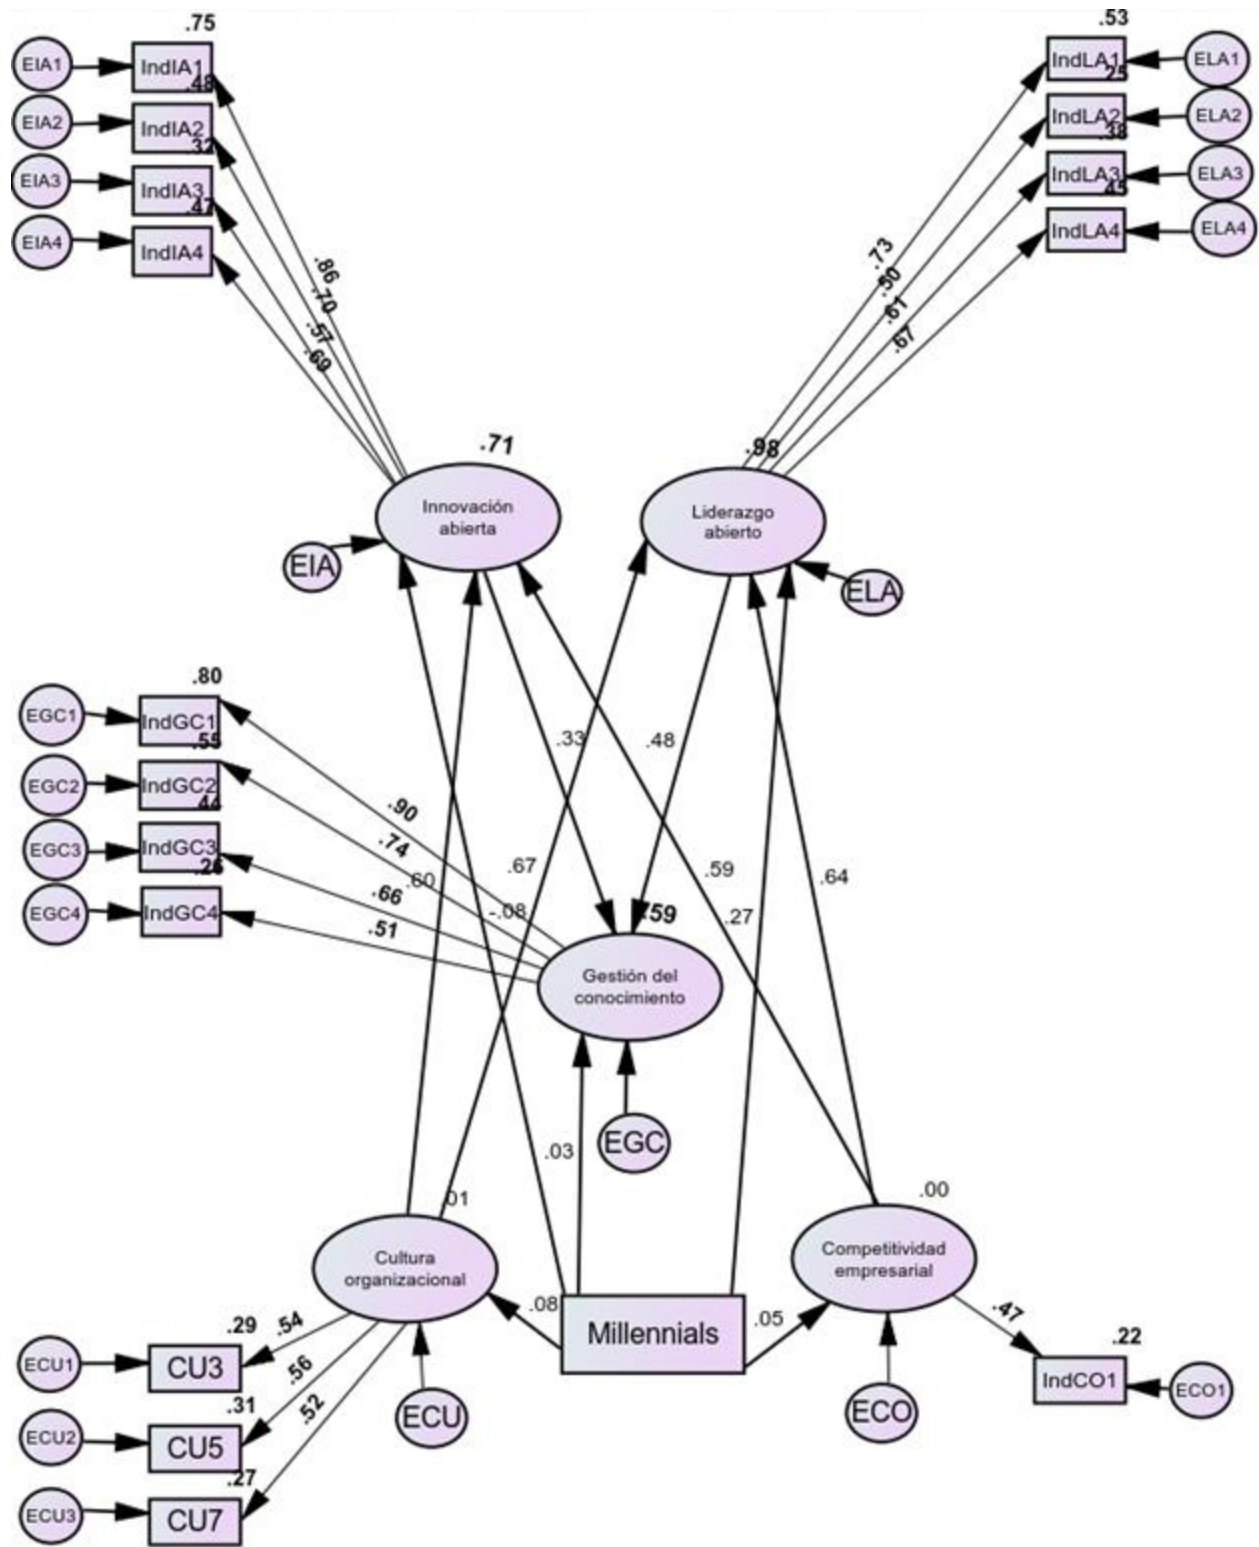 .75
.53
EIA1
IndIA1
IndLA1
ELA1
.48
.25
EIA2
IndIA2
IndLA2
ELA2
.32
.38
EIA3
IndIA3
IndLA3
ELA3
.47
.45
EIA4
IndIA4
IndLA4
ELA4
.86
.73
.70
.50
.57
.61
.69
.67
.71
.98
Innovación
abierta
Liderazgo
abierto
EIA
ELA
.80
EGC1
IndGC1
.55
.33
.48
EGC2
IndGC2
.44
.90
EGC3
IndGC3
.74
.26
.60
.67
.59
.64
.66
EGC4
IndGC4
.51
-.08
.59
.27
Gestión del
conocimiento
EGC
.03
.01
.00
Cultura
organizacional
Competitividad
empresarial
.08
Millennials
.05
.47
.29
.54
.22
ECU1
CU3
.56
IndCO1
ECO1
.31
.52
ECU
ECO
ECU2
CU5
.27
ECU3
CU7